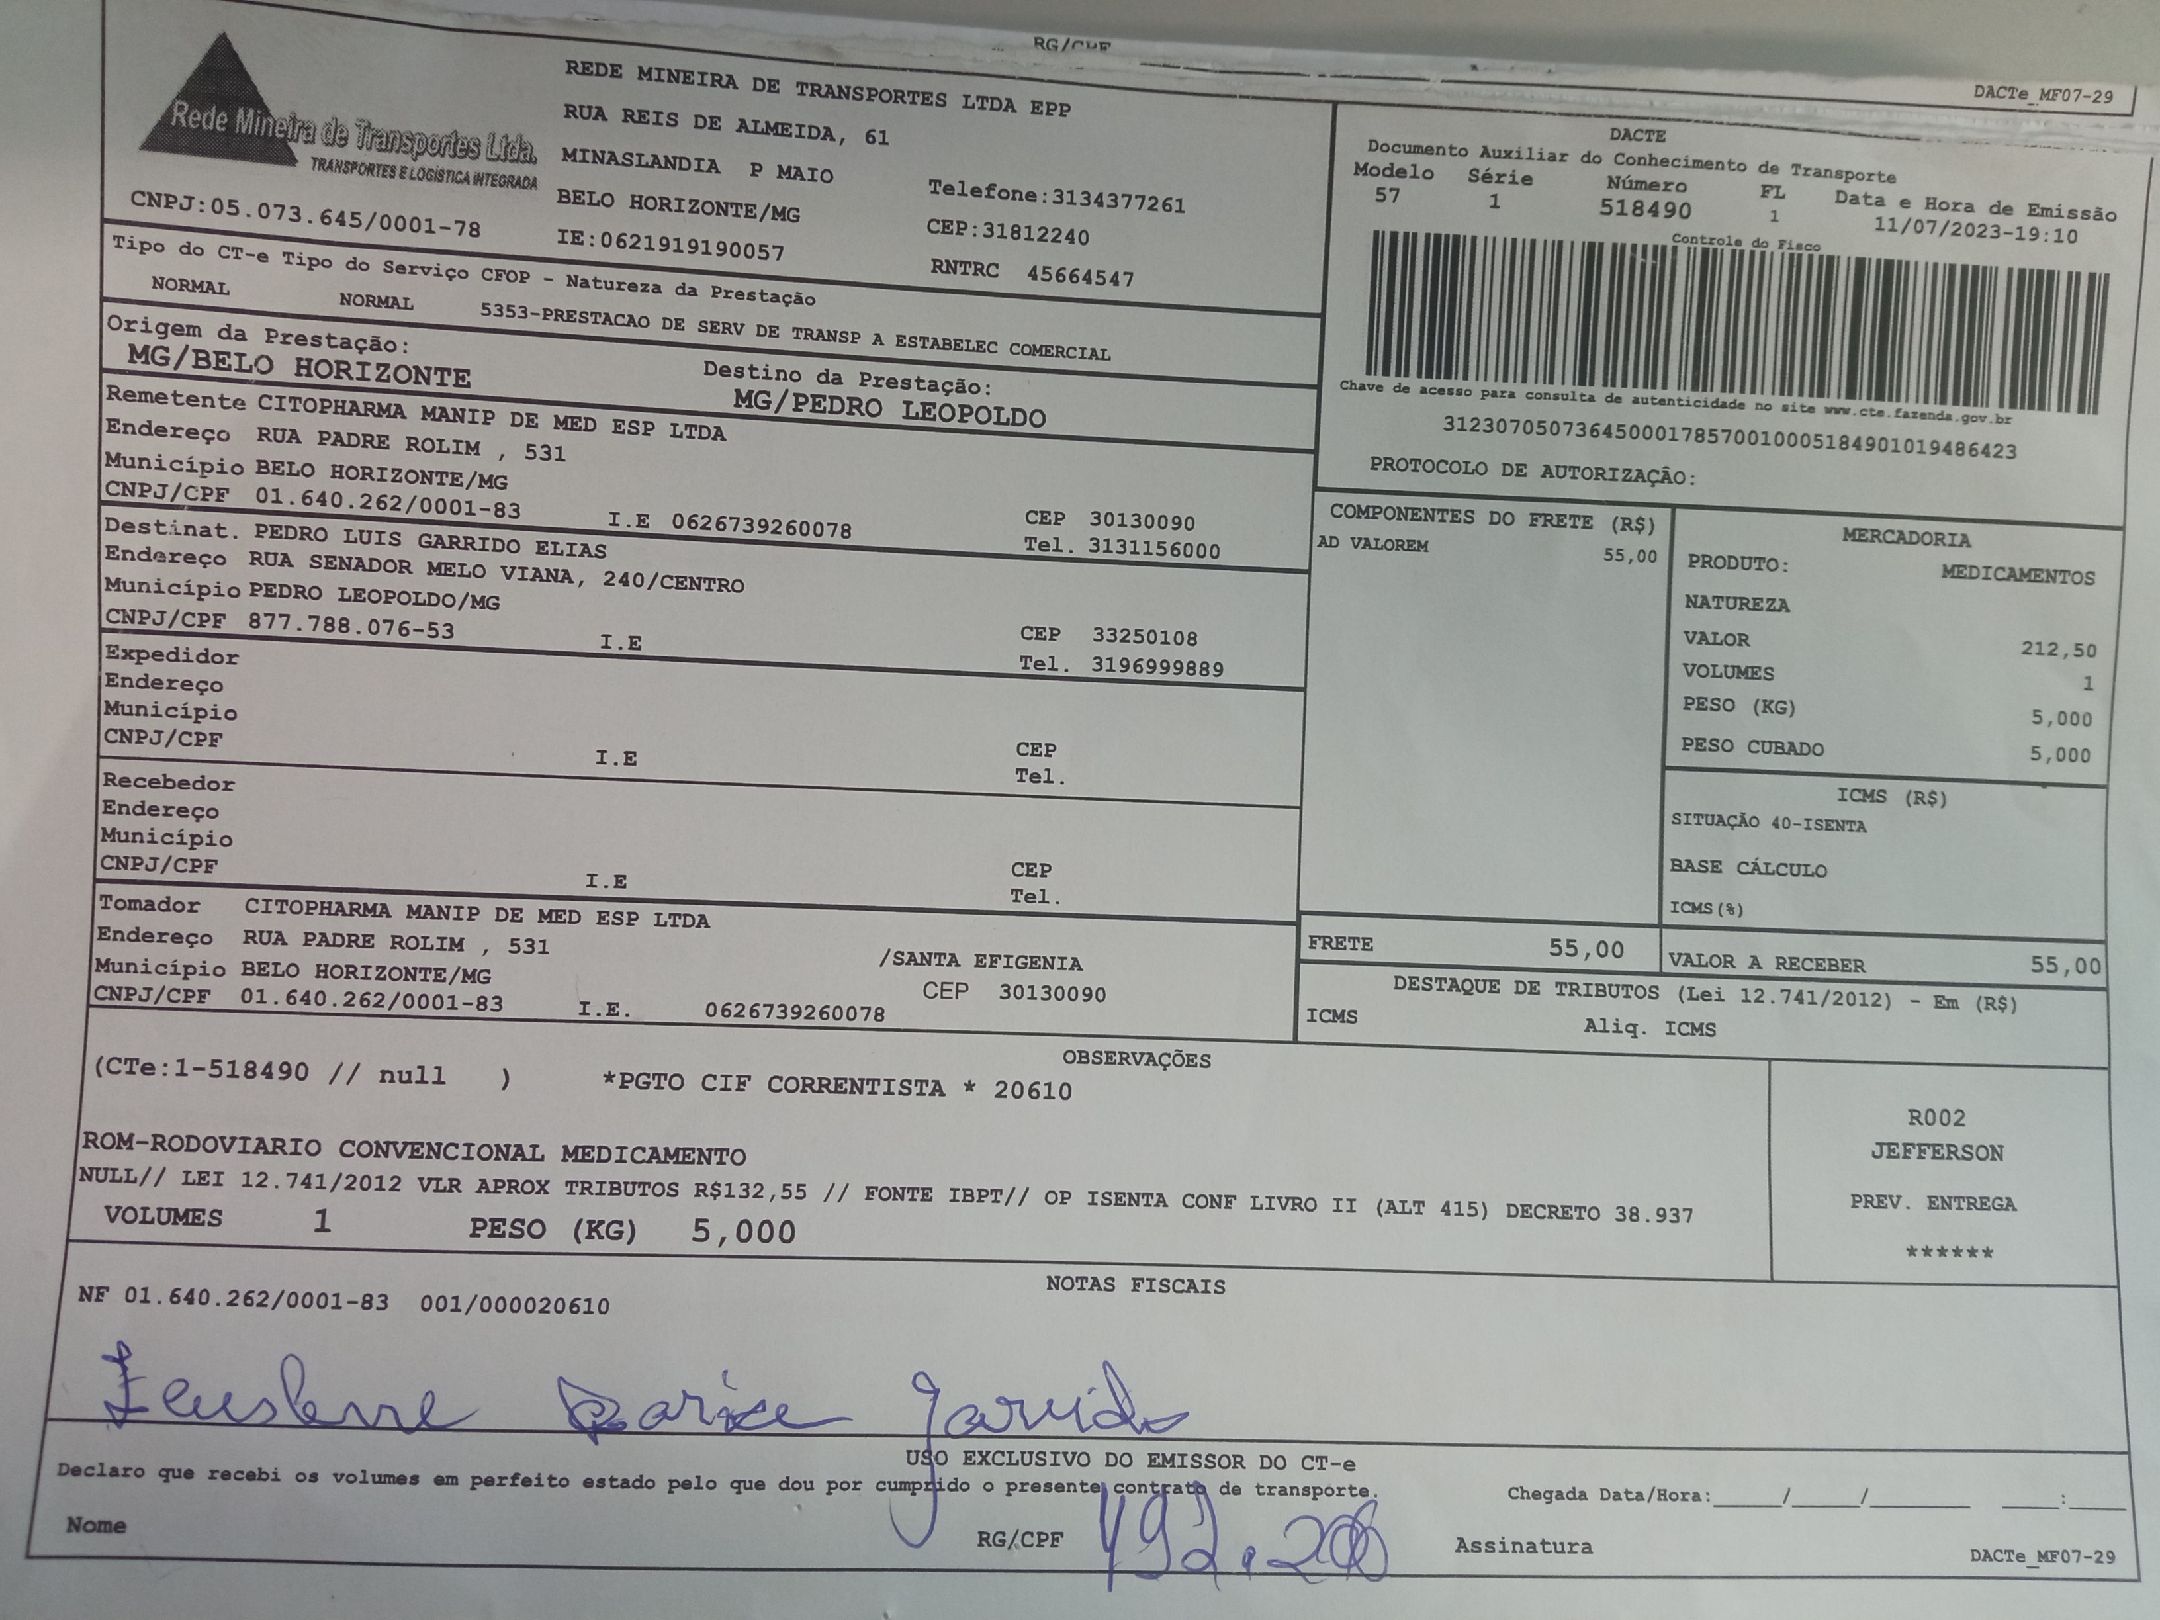 RG/CPF
DACTe_MF07-29
Rede Mineira de Transportes Ltda.
TRANSPORTES E LOGÍSTICA INTEGRADA
CNPJ:05.073.645/0001-78
REDE MINEIRA DE TRANSPORTES LTDA EPP
RUA REIS DE ALMEIDA, 61
MINASLANDIA P MAIO
BELO HORIZONTE/MG
IE:0621919190057
Telefone:3134377261
CEP:31812240
RNTRC 45664547
DACTE
Documento Auxiliar do Conhecimento de Transporte
Modelo Série Número FL Data e Hora de Emissão
57 1 518490 1 11/07/2023-19:10
Controle do Fisco
Chave de acesso para consulta de autenticidade no site www.cte.fazenda.gov.br
31230705073645000178570010005184901019486423
PROTOCOLO DE AUTORIZAÇÃO:
Tipo do CT-e Tipo do Serviço CFOP - Natureza da Prestação
NORMAL NORMAL 5353-PRESTACAO DE SERV DE TRANSP A ESTABELEC COMERCIAL
Origem da Prestação: Destino da Prestação:
MG/BELO HORIZONTE MG/PEDRO LEOPOLDO
Remetente CITOPHARMA MANIP DE MED ESP LTDA
Endereço RUA PADRE ROLIM , 531
Município BELO HORIZONTE/MG CEP 30130090
CNPJ/CPF 01.640.262/0001-83 I.E 0626739260078 Tel. 3131156000
Destinat. PEDRO LUIS GARRIDO ELIAS
Endereço RUA SENADOR MELO VIANA, 240/CENTRO
Município PEDRO LEOPOLDO/MG CEP 33250108
CNPJ/CPF 877.788.076-53 I.E Tel. 3196999889
Expedidor
Endereço
Município CEP
CNPJ/CPF I.E Tel.
Recebedor
Endereço
Município CEP
CNPJ/CPF I.E Tel.
Tomador CITOPHARMA MANIP DE MED ESP LTDA
Endereço RUA PADRE ROLIM , 531 /SANTA EFIGENIA
Município BELO HORIZONTE/MG CEP 30130090
CNPJ/CPF 01.640.262/0001-83 I.E. 0626739260078
COMPONENTES DO FRETE (R$)
AD VALOREM 55,00
MERCADORIA
PRODUTO: MEDICAMENTOS
NATUREZA
VALOR 212,50
VOLUMES 1
PESO (KG) 5,000
PESO CUBADO 5,000
ICMS (R$)
SITUAÇÃO 40-ISENTA
BASE CÁLCULO
ICMS(%)
FRETE 55,00 VALOR A RECEBER 55,00
DESTAQUE DE TRIBUTOS (Lei 12.741/2012) - Em (R$)
ICMS Aliq. ICMS
OBSERVAÇÕES
(CTe:1-518490 // null ) *PGTO CIF CORRENTISTA * 20610
ROM-RODOVIARIO CONVENCIONAL MEDICAMENTO
NULL// LEI 12.741/2012 VLR APROX TRIBUTOS R$132,55 // FONTE IBPT// OP ISENTA CONF LIVRO II (ALT 415) DECRETO 38.937
VOLUMES 1 PESO (KG) 5,000
R002
JEFFERSON
PREV. ENTREGA
******
NOTAS FISCAIS
NF 01.640.262/0001-83 001/000020610
USO EXCLUSIVO DO EMISSOR DO CT-e
Declaro que recebi os volumes em perfeito estado pelo que dou por cumprido o presente contrato de transporte.
Chegada Data/Hora:_____/_____/_______ ____:____
Nome RG/CPF Assinatura
DACTe_MF07-29